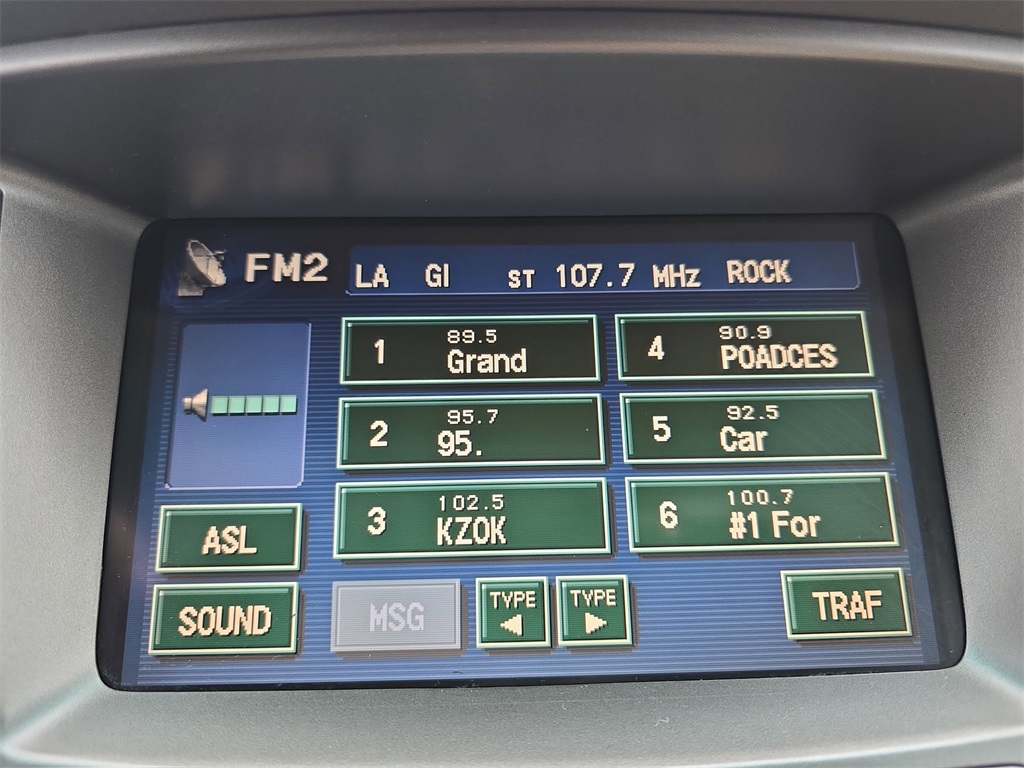 FM2 LA GI ST 107.7 MHz ROCK
1 89.5 Grand
4 90.9 POADCES
2 95.7 95.
5 92.5 Car
3 102.5 KZOK
6 100.7 #1 For
ASL
SOUND MSG TYPE TYPE TRAF